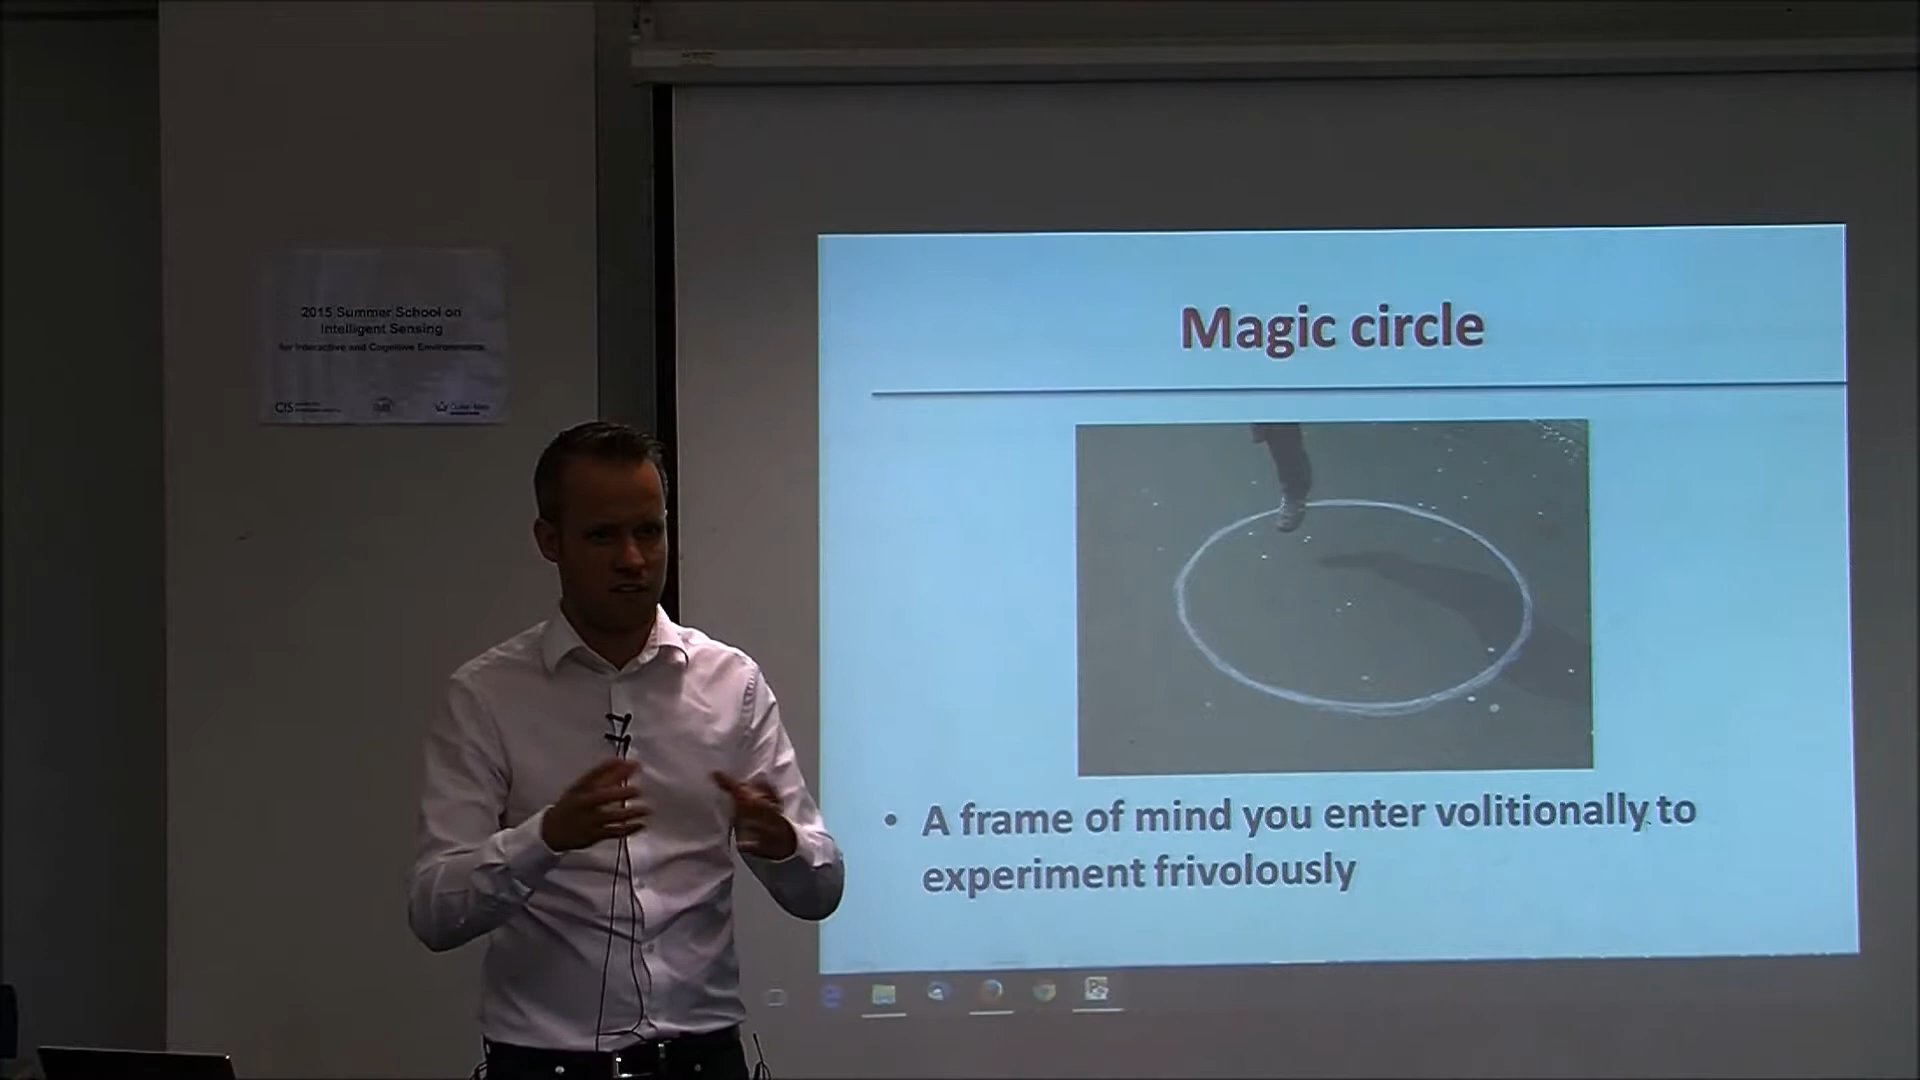 2015 Summer School on
Intelligent Sensing
for Interactive and Cognitive Environments
CIS
Magic circle
• A frame of mind you enter volitionally to
experiment frivolously